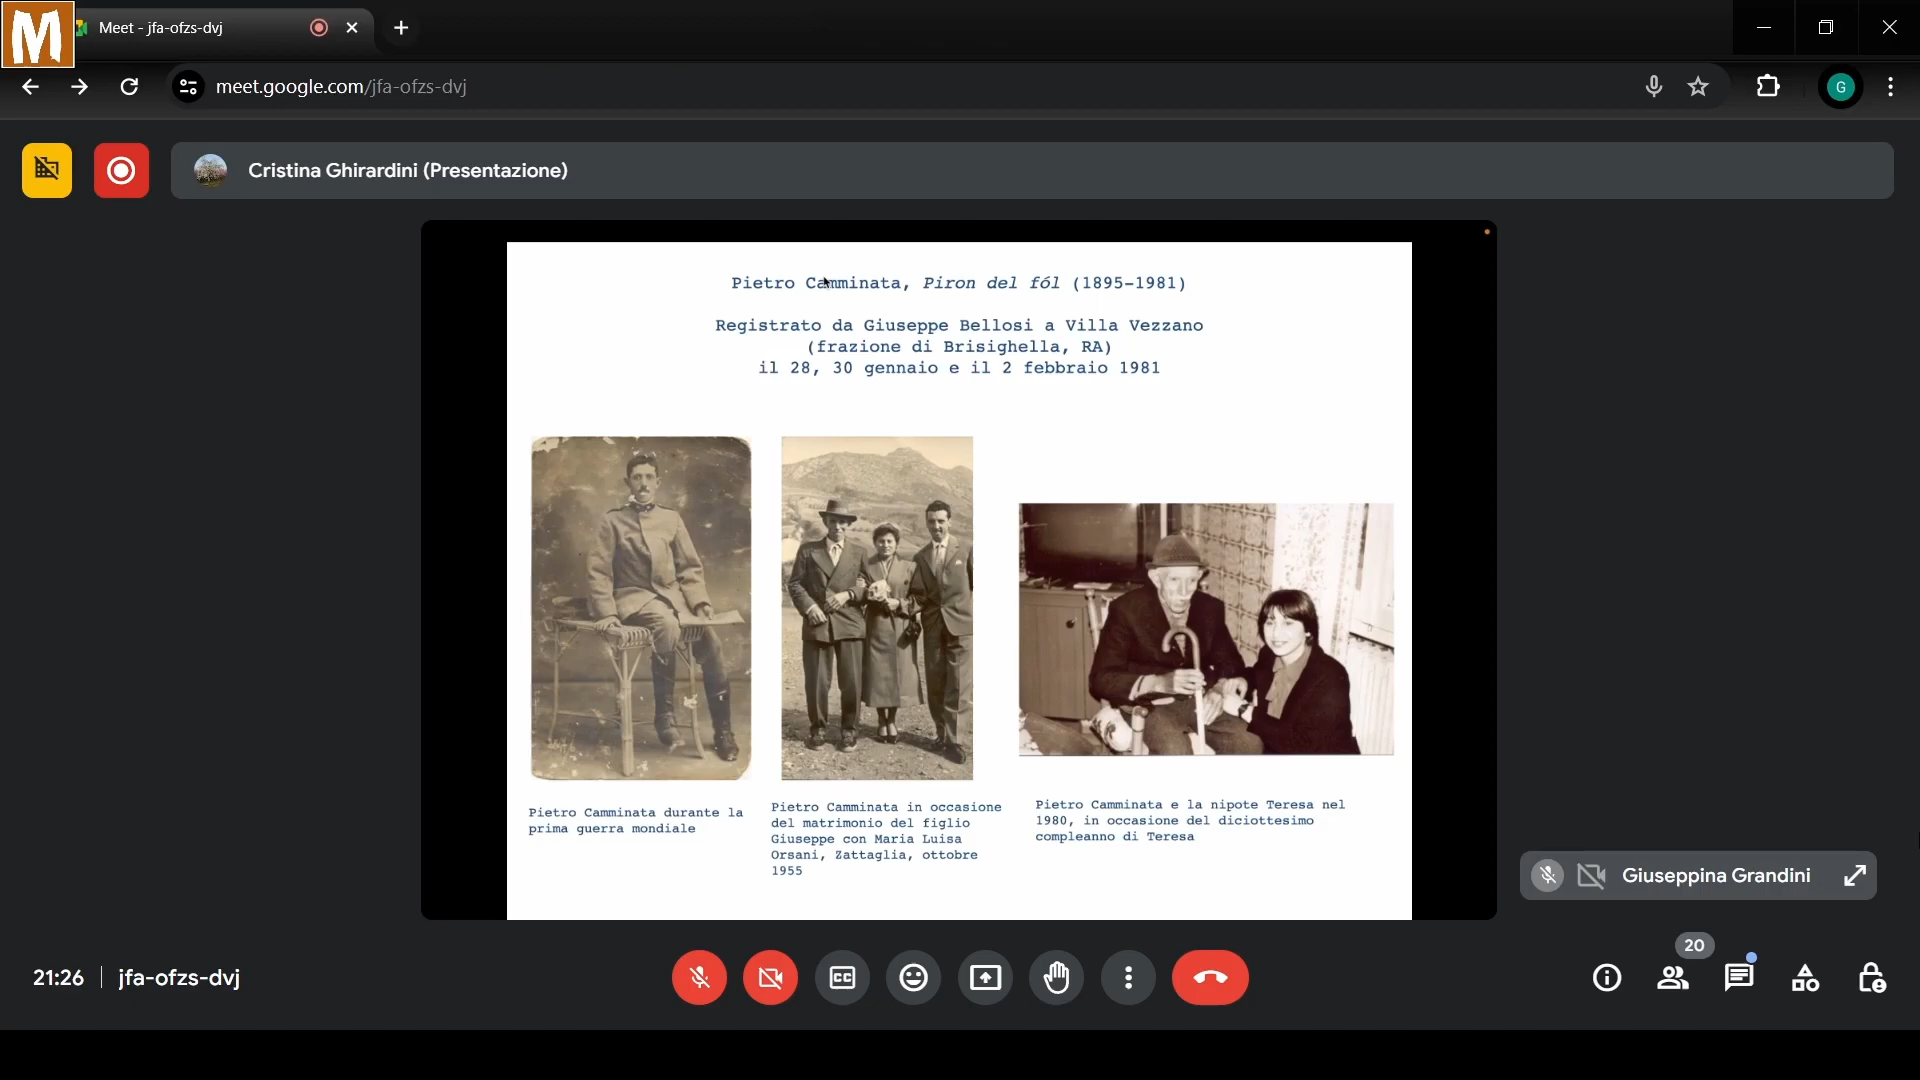 M
Meet - jfa-ofzs-dvj
meet.google.com/jfa-ofzs-dvj
G
Cristina Ghirardini (Presentazione)
Pietro Camminata, Piron del fól (1895-1981)
Registrato da Giuseppe Bellosi a Villa Vezzano
(frazione di Brisighella, RA)
il 28, 30 gennaio e il 2 febbraio 1981
Pietro Camminata durante la
prima guerra mondiale
Pietro Camminata in occasione
del matrimonio del figlio
Giuseppe con Maria Luisa
Orsani, Zattaglia, ottobre
1955
Pietro Camminata e la nipote Teresa nel
1980, in occasione del diciottesimo
compleanno di Teresa
Giuseppina Grandini
21:26
jfa-ofzs-dvj
CC
20